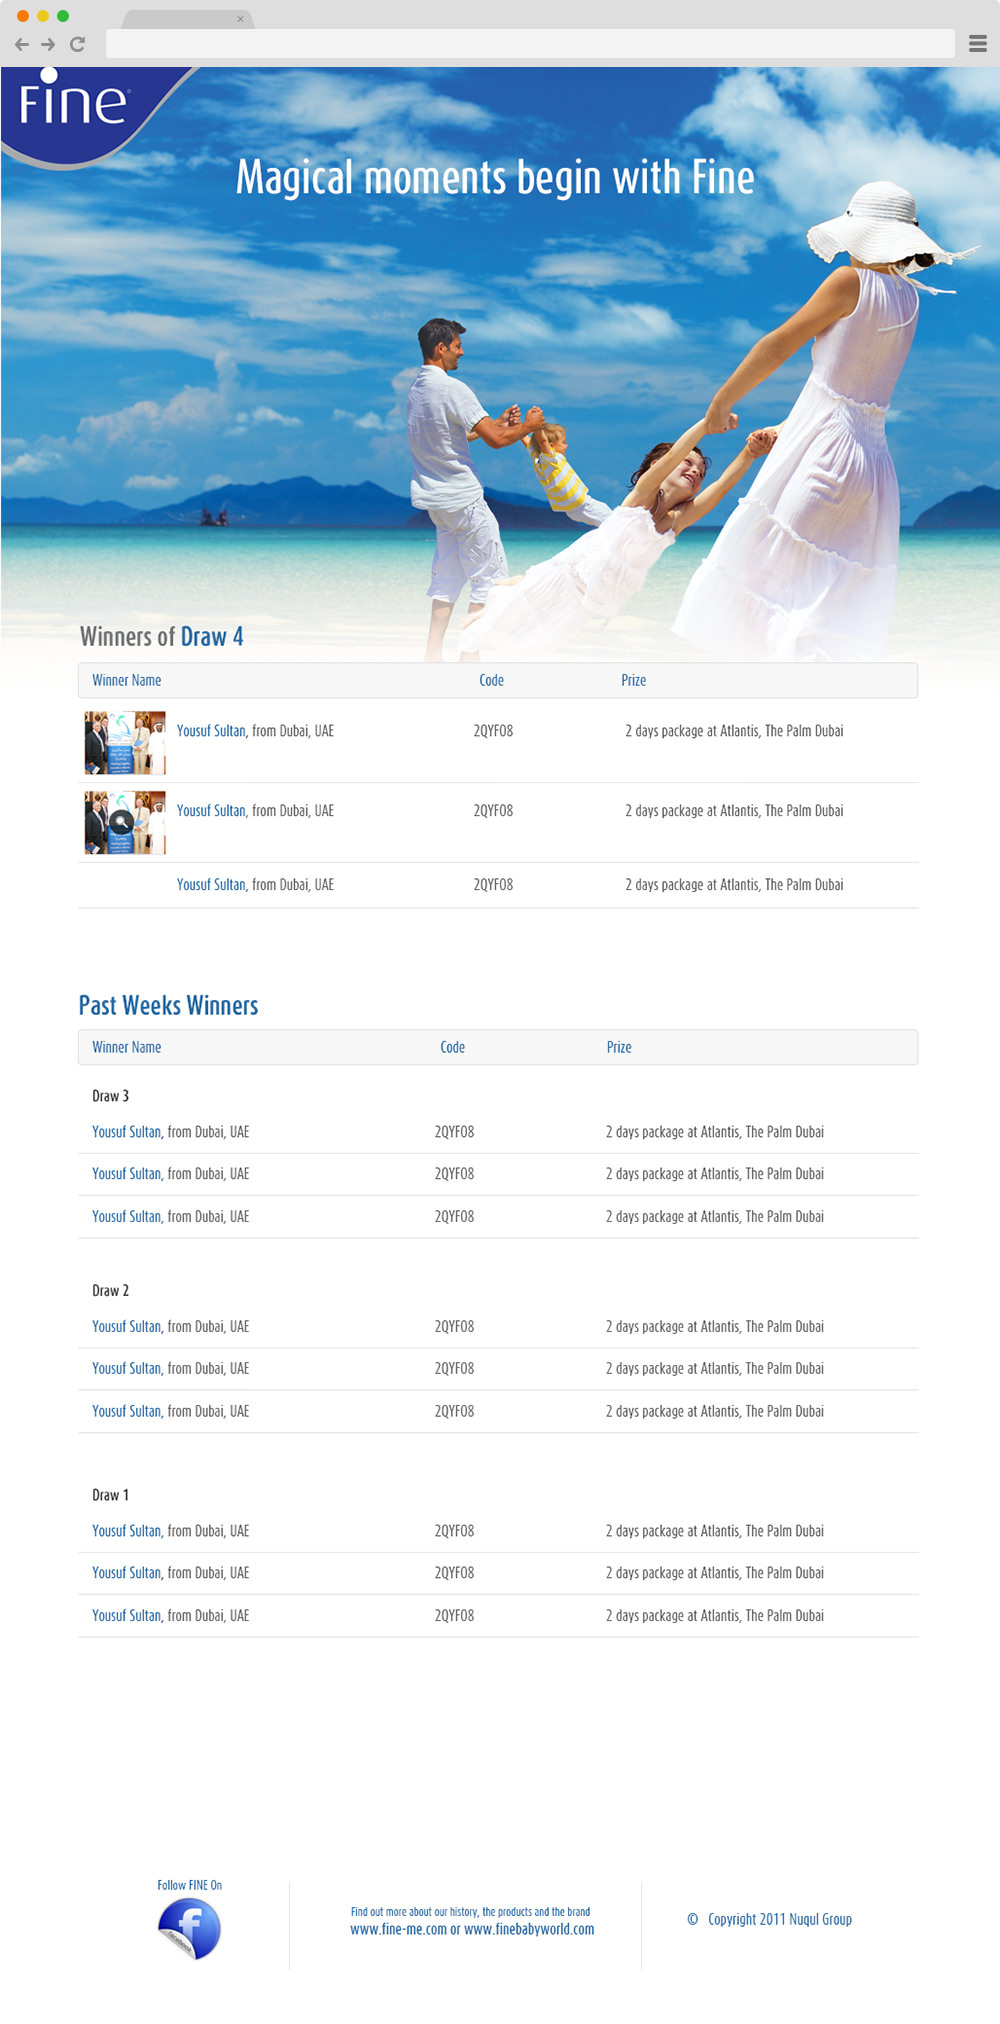 Fine
Magical moments begin with Fine
Winners of Draw 4
Winner Name Code Prize
Yousuf Sultan, from Dubai, UAE 2QYF08 2 days package at Atlantis, The Palm Dubai
Yousuf Sultan, from Dubai, UAE 2QYF08 2 days package at Atlantis, The Palm Dubai
Yousuf Sultan, from Dubai, UAE 2QYF08 2 days package at Atlantis, The Palm Dubai
Past Weeks Winners
Winner Name Code Prize
Draw 3
Yousuf Sultan, from Dubai, UAE 2QYF08 2 days package at Atlantis, The Palm Dubai
Yousuf Sultan, from Dubai, UAE 2QYF08 2 days package at Atlantis, The Palm Dubai
Yousuf Sultan, from Dubai, UAE 2QYF08 2 days package at Atlantis, The Palm Dubai
Draw 2
Yousuf Sultan, from Dubai, UAE 2QYF08 2 days package at Atlantis, The Palm Dubai
Yousuf Sultan, from Dubai, UAE 2QYF08 2 days package at Atlantis, The Palm Dubai
Yousuf Sultan, from Dubai, UAE 2QYF08 2 days package at Atlantis, The Palm Dubai
Draw 1
Yousuf Sultan, from Dubai, UAE 2QYF08 2 days package at Atlantis, The Palm Dubai
Yousuf Sultan, from Dubai, UAE 2QYF08 2 days package at Atlantis, The Palm Dubai
Yousuf Sultan, from Dubai, UAE 2QYF08 2 days package at Atlantis, The Palm Dubai
Follow FINE On
facebook
Find out more about our history, the products and the brand
www.fine-me.com or www.finebabyworld.com
© Copyright 2011 Nuqul Group